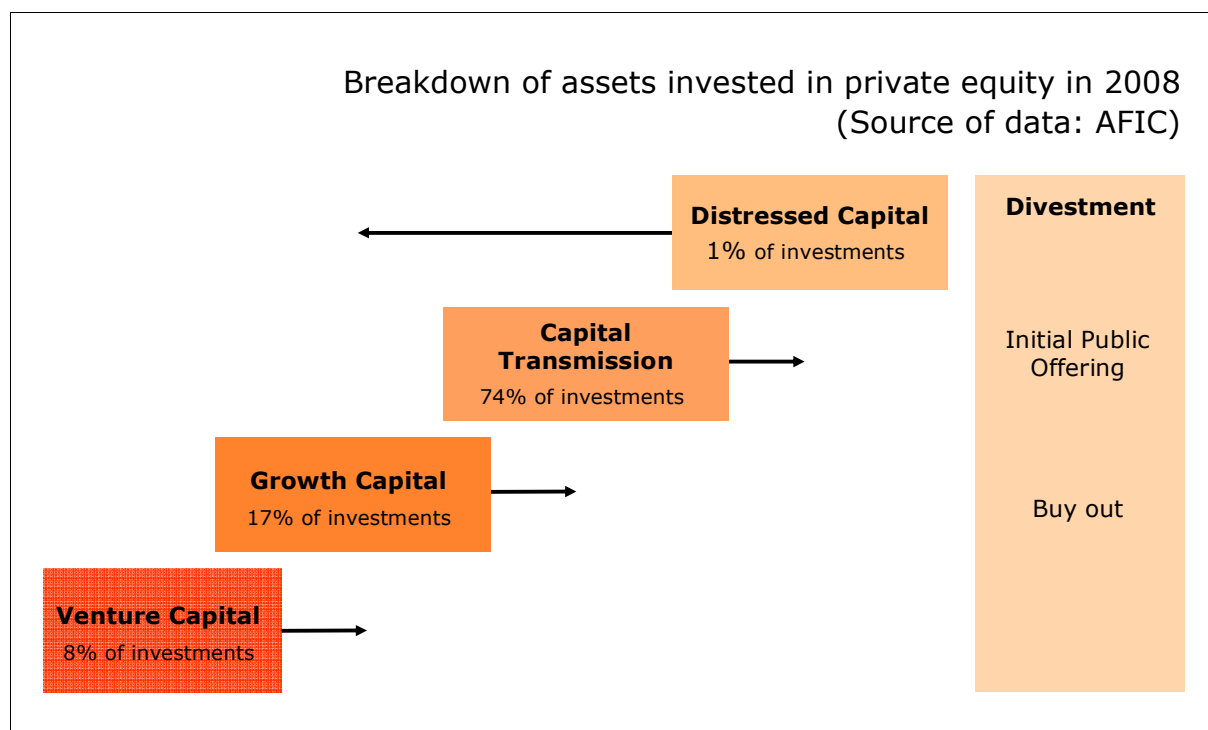 Breakdown of assets invested in private equity in 2008
(Source of data: AFIC)
Distressed Capital
1% of investments
Divestment
Capital
Transmission
74% of investments
Initial Public
Offering
Growth Capital
17% of investments
Buy out
Venture Capital
8% of investments